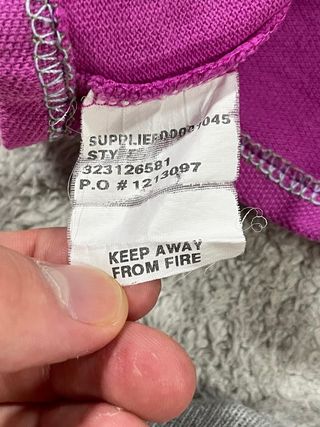 SUPPLIER
STY
323126581
P.O # 1213097
KEEP AWAY
FROM FIRE